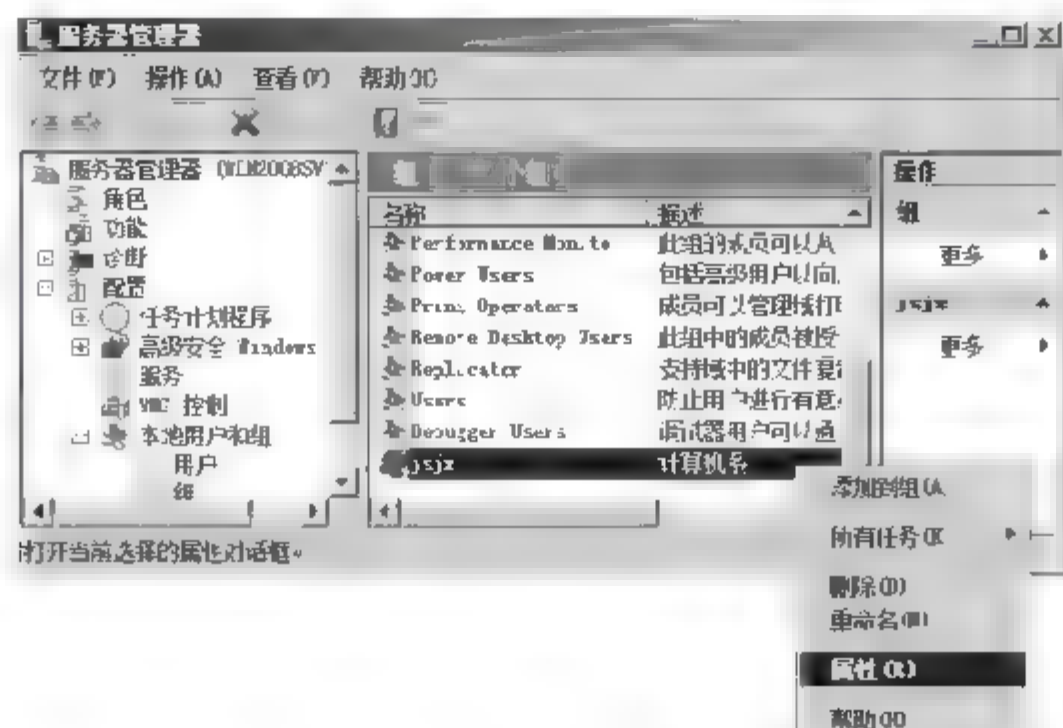 服务器管理器
文件(F) 操作(A) 查看(V) 帮助(H)
服务器管理器
角色
功能
诊断
配置
任务计划程序
高级安全 Windows
服务
WMI 控制
本地用户和组
用户
组
名称 描述
Performance Monito 此组的成员可以从
Power Users 包括高级用户以向
Print Operators 成员可以管理域打印
Remote Desktop Users 此组中的成员被授
Replicator 支持域中的文件复制
Users 防止用户进行有意
Debugger Users 调试器用户可以通
jsjx 计算机系
操作
组
更多
jsjx
更多
添加到组(A
所有任务(K
删除(D)
重命名(M)
属性(R)
帮助(H)
打开当前选择的属性对话框。